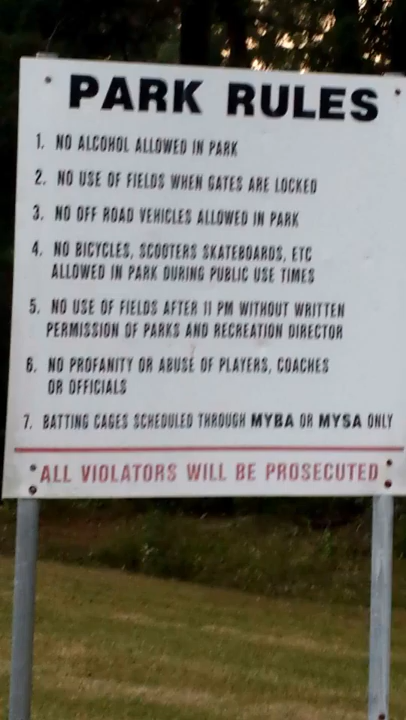 PARK RULES
1. NO ALCOHOL ALLOWED IN PARK
2. NO USE OF FIELDS WHEN GATES ARE LOCKED
3. NO OFF ROAD VEHICLES ALLOWED IN PARK
4. NO BICYCLES, SCOOTERS SKATEBOARDS, ETC
ALLOWED IN PARK DURING PUBLIC USE TIMES
5. NO USE OF FIELDS AFTER 11 PM WITHOUT WRITTEN
PERMISSION OF PARKS AND RECREATION DIRECTOR
6. NO PROFANITY OR ABUSE OF PLAYERS, COACHES
OR OFFICIALS
7. BATTING CAGES SCHEDULED THROUGH MYBA OR MYSA ONLY
ALL VIOLATORS WILL BE PROSECUTED